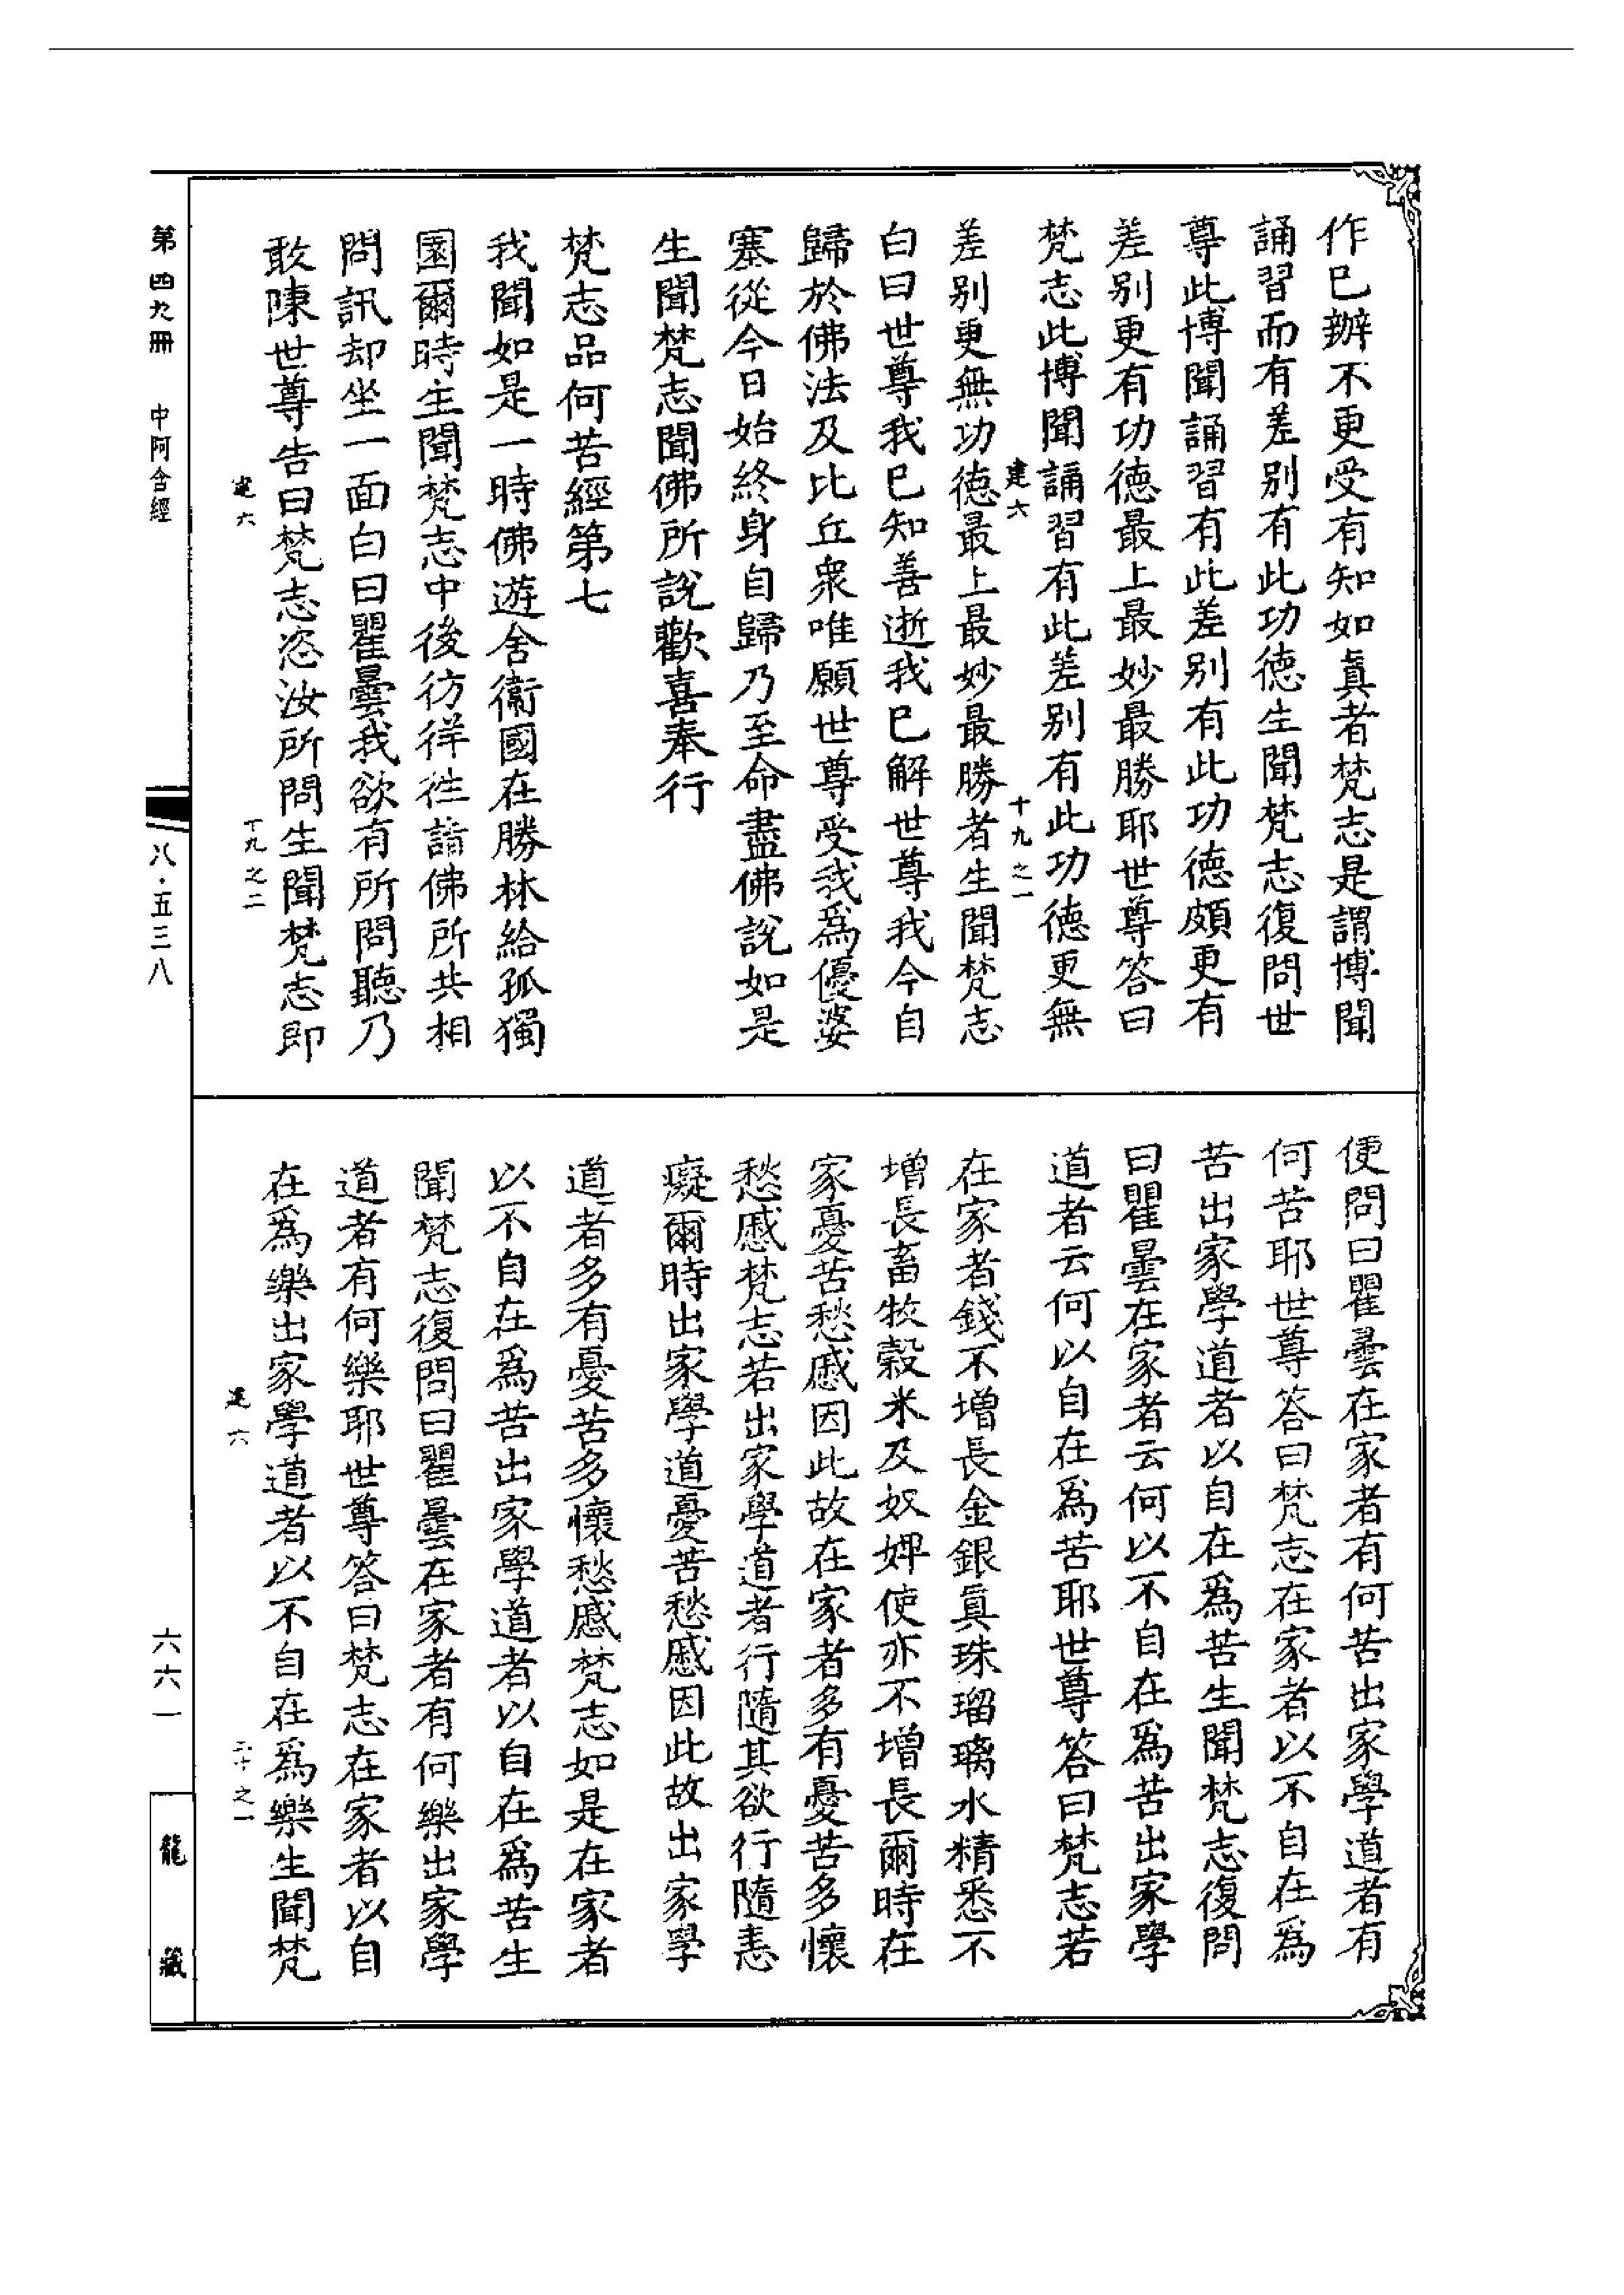 作已辦不更受有知如真者梵志是謂博聞
誦習而有差別有此功徳生聞梵志復問世
尊此博聞誦習有此差別有此功德頗更有
差別更有功德最上最妙最勝耶世尊答曰
梵志此博聞誦習有此差別有此功德更無
建六
十九之一
差別更無功德最上最妙最勝者生聞梵志
白曰世尊我已知善逝我已解世尊我今自
歸於佛法及比丘衆唯願世尊受我爲優婆
塞從今日始終身自歸乃至命盡佛說如是
生聞梵志聞佛所說歡喜奉行
梵志品何苦經第七
我聞如是一時佛遊舍衞國在勝林給孤獨
園爾時生聞梵志中後彷徉徃詣佛所共相
問訊却坐一面白曰瞿曇我欲有所問聽乃
敢陳世尊告曰梵志恣汝所問生聞梵志即
建六
十九之二
便問曰瞿曇在家者有何苦出家學道者有
何苦耶世尊答曰梵志在家者以不自在爲
苦出家學道者以自在爲苦生聞梵志復問
曰瞿曇在家者云何以不自在爲苦出家學
道者云何以自在爲苦耶世尊答曰梵志若
在家者錢不增長金銀真珠瑠璃水精悉不
增長畜牧穀米及奴婢使亦不增長爾時在
家憂苦愁慼因此故在家者多有憂苦多懷
愁慼梵志若出家學道者行隨其欲行隨恚
癡爾時出家學道憂苦愁慼因此故出家學
道者多有憂苦多懷愁慼梵志如是在家者
以不自在爲苦出家學道者以自在爲苦生
聞梵志復問曰瞿曇在家者有何樂出家學
道者有何樂耶世尊答曰梵志在家者以自
在爲樂出家學道者以不自在爲樂生聞梵
建六
二十之一
第四九冊 中阿含經
八·五三八
六六一
龍藏